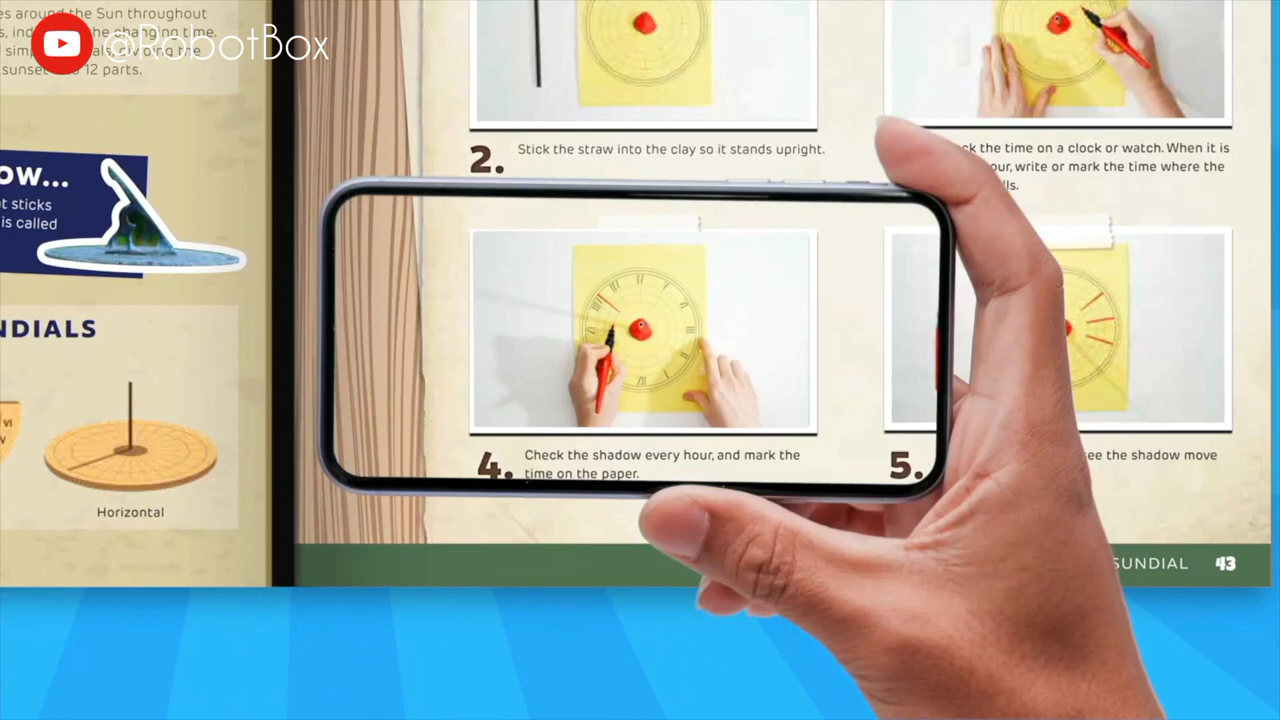 es around the Sun throughout
the changing time.
sunset
12 parts.
@RobotBox
OW...
t sticks
is called
NDIALS
VI
V
Horizontal
2. Stick the straw into the clay so it stands upright.
ck the time on a clock or watch. When it is
our, write or mark the time where the
lls.
4. Check the shadow every hour, and mark the
time on the paper.
5. ee the shadow move
SUNDIAL 43